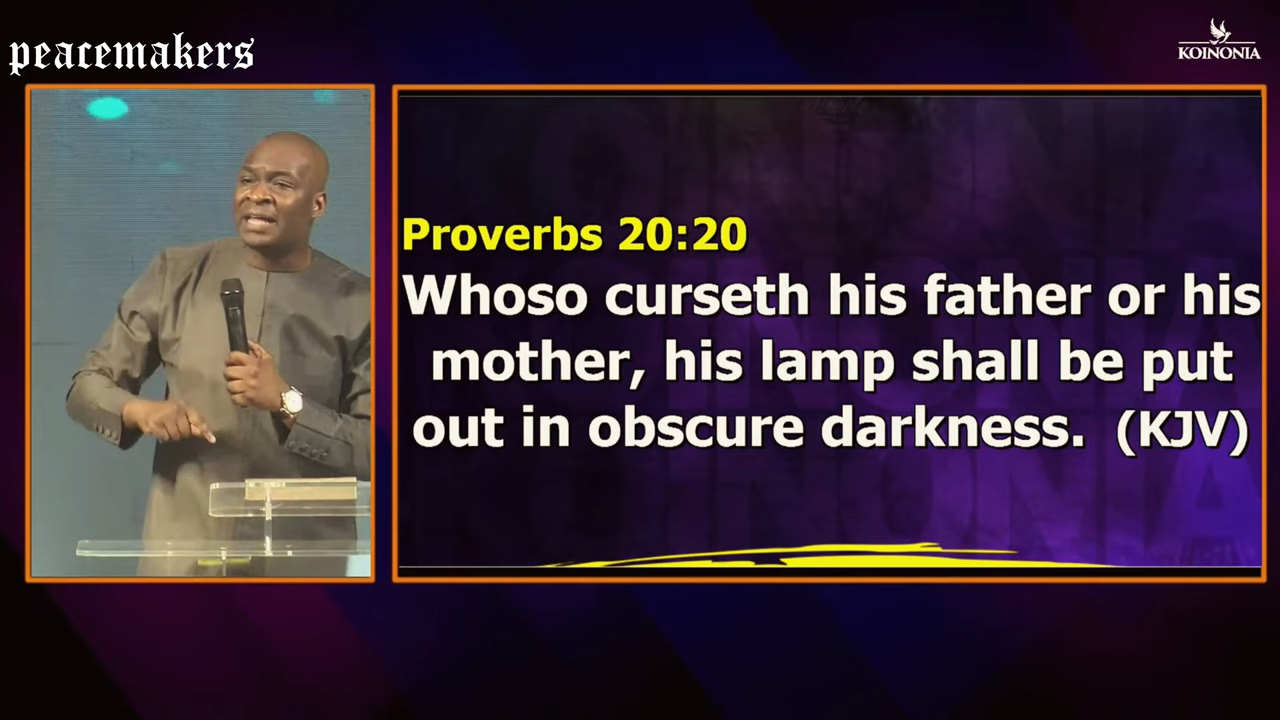 peacemakers
KOINONIA
Proverbs 20:20
Whoso curseth his father or his
mother, his lamp shall be put
out in obscure darkness. (KJV)